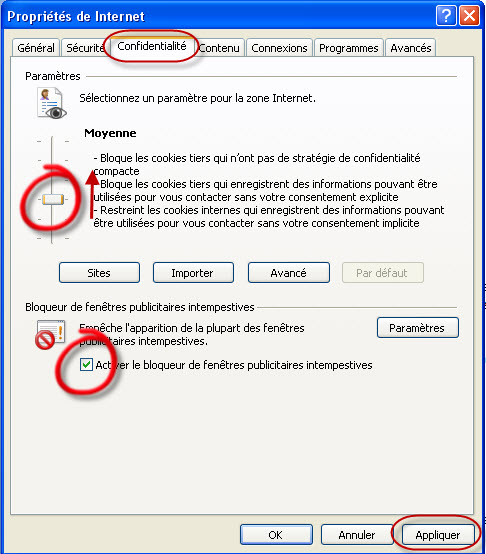 Propriétés de Internet
Général Sécurité Confidentialité Contenu Connexions Programmes Avancés
Paramètres
Sélectionnez un paramètre pour la zone Internet.
Moyenne
- Bloque les cookies tiers qui n'ont pas de stratégie de confidentialité
compacte
- Bloque les cookies tiers qui enregistrent des informations pouvant être
utilisées pour vous contacter sans votre consentement explicite
- Restreint les cookies internes qui enregistrent des informations pouvant
être utilisées pour vous contacter sans votre consentement implicite
Sites Importer Avancé Par défaut
Bloqueur de fenêtres publicitaires intempestives
Empêche l'apparition de la plupart des fenêtres
publicitaires intempestives.
Paramètres
Activer le bloqueur de fenêtres publicitaires intempestives
OK Annuler Appliquer